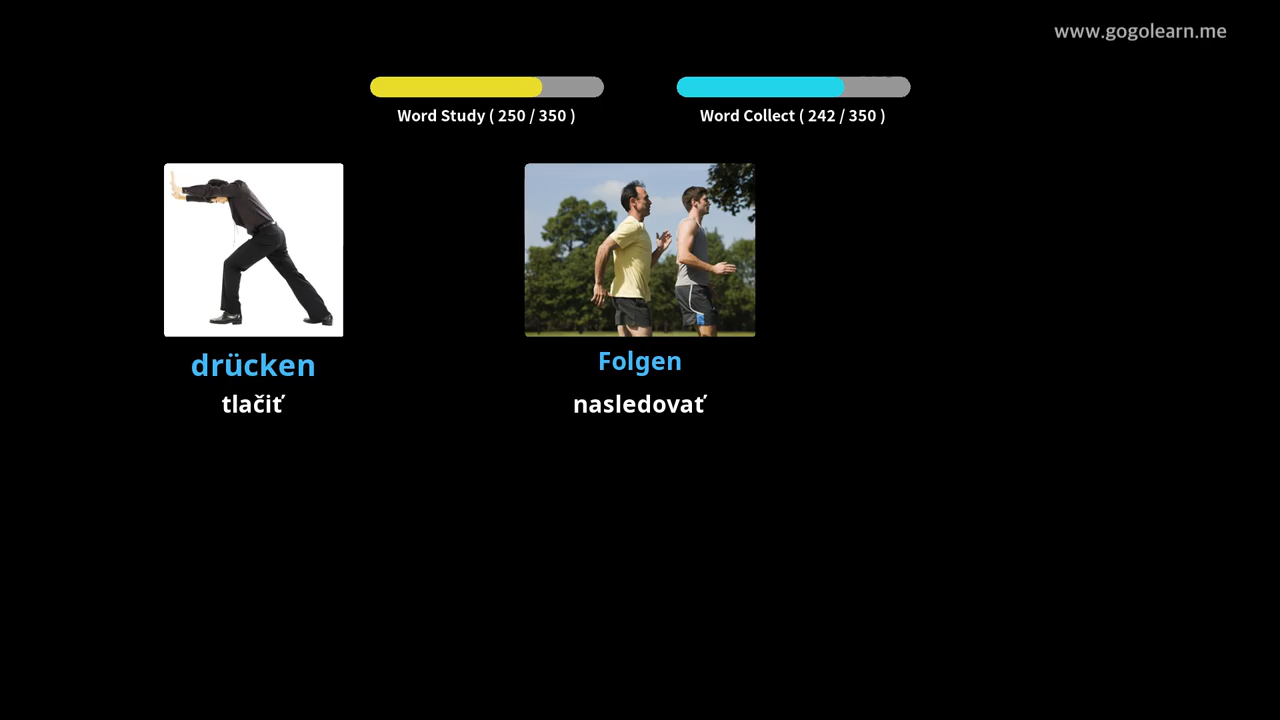 www.gogolearn.me
Word Study ( 250 / 350 )
Word Collect ( 242 / 350 )
drücken
tlačiť
Folgen
nasledovať